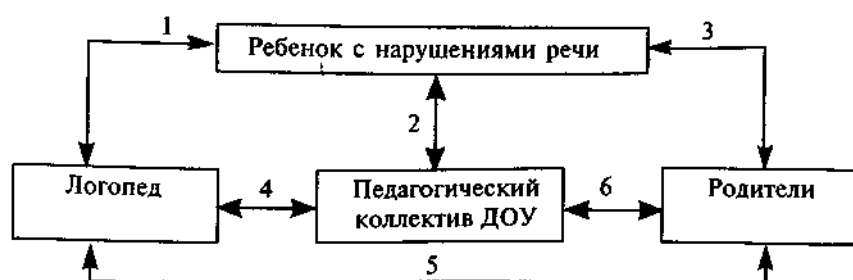 1
3
Ребенок с нарушениями речи
2
Логопед
4
Педагогический
коллектив ДОУ
6
Родители
5